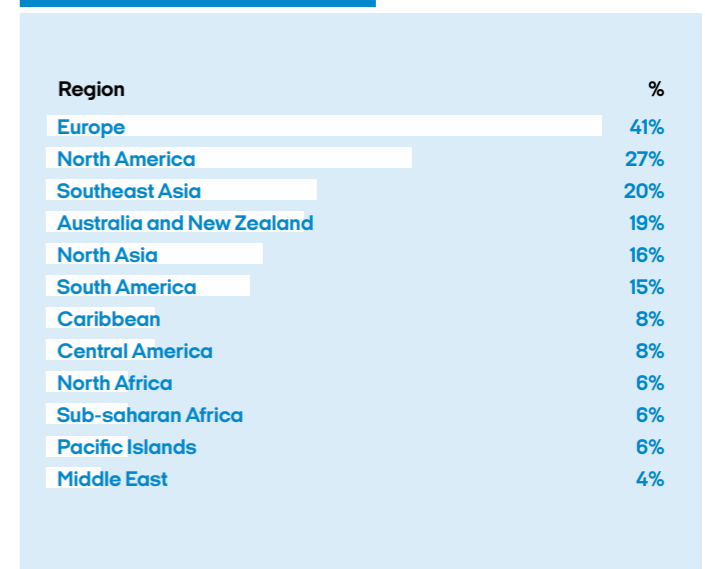 Region %
Europe 41%
North America 27%
Southeast Asia 20%
Australia and New Zealand 19%
North Asia 16%
South America 15%
Caribbean 8%
Central America 8%
North Africa 6%
Sub-saharan Africa 6%
Pacific Islands 6%
Middle East 4%